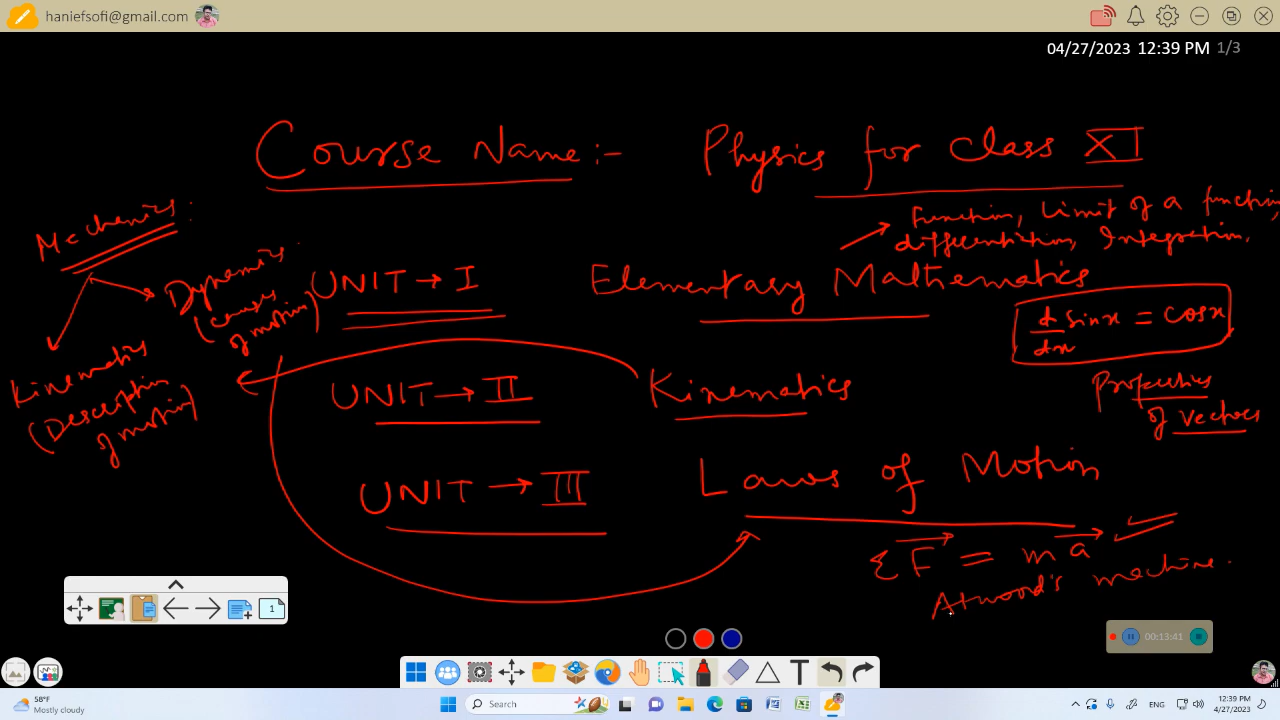 haniefsofi@gmail.com
04/27/2023 12:39 PM 1/3
Course Name:- Physics for class XI
Mechanics:
Function, Limit of a function
differentiation, Integration.
Dynamics
(causes
of motion)
UNIT → I Elementary Mathematics
d/dx sinx = cosx
Kinematics
(Description
of motion)
UNIT → II Kinematics
Properties
of vectors
UNIT → III Laws of Motion
ΣF = ma
Atwood's machine.
1
00:13:41
T
58°F
Mostly cloudy
Search
ENG
12:39 PM
4/27/2023